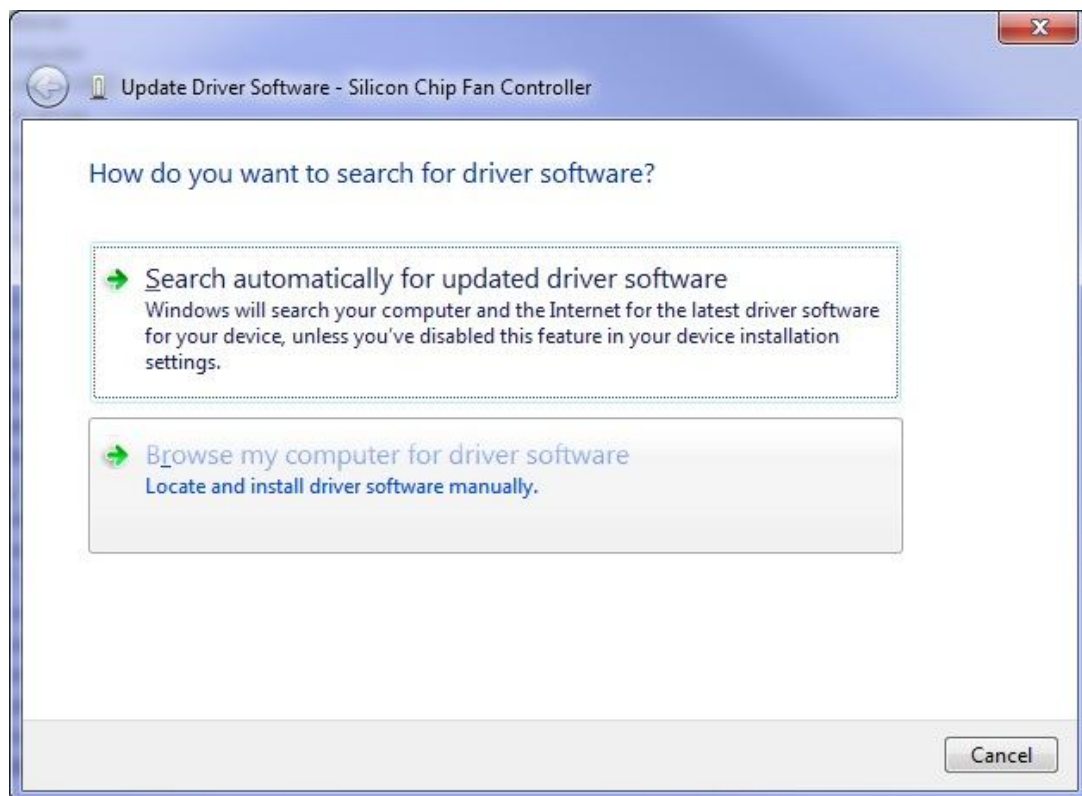 Update Driver Software - Silicon Chip Fan Controller
How do you want to search for driver software?
Search automatically for updated driver software
Windows will search your computer and the Internet for the latest driver software
for your device, unless you've disabled this feature in your device installation
settings.
Browse my computer for driver software
Locate and install driver software manually.
Cancel